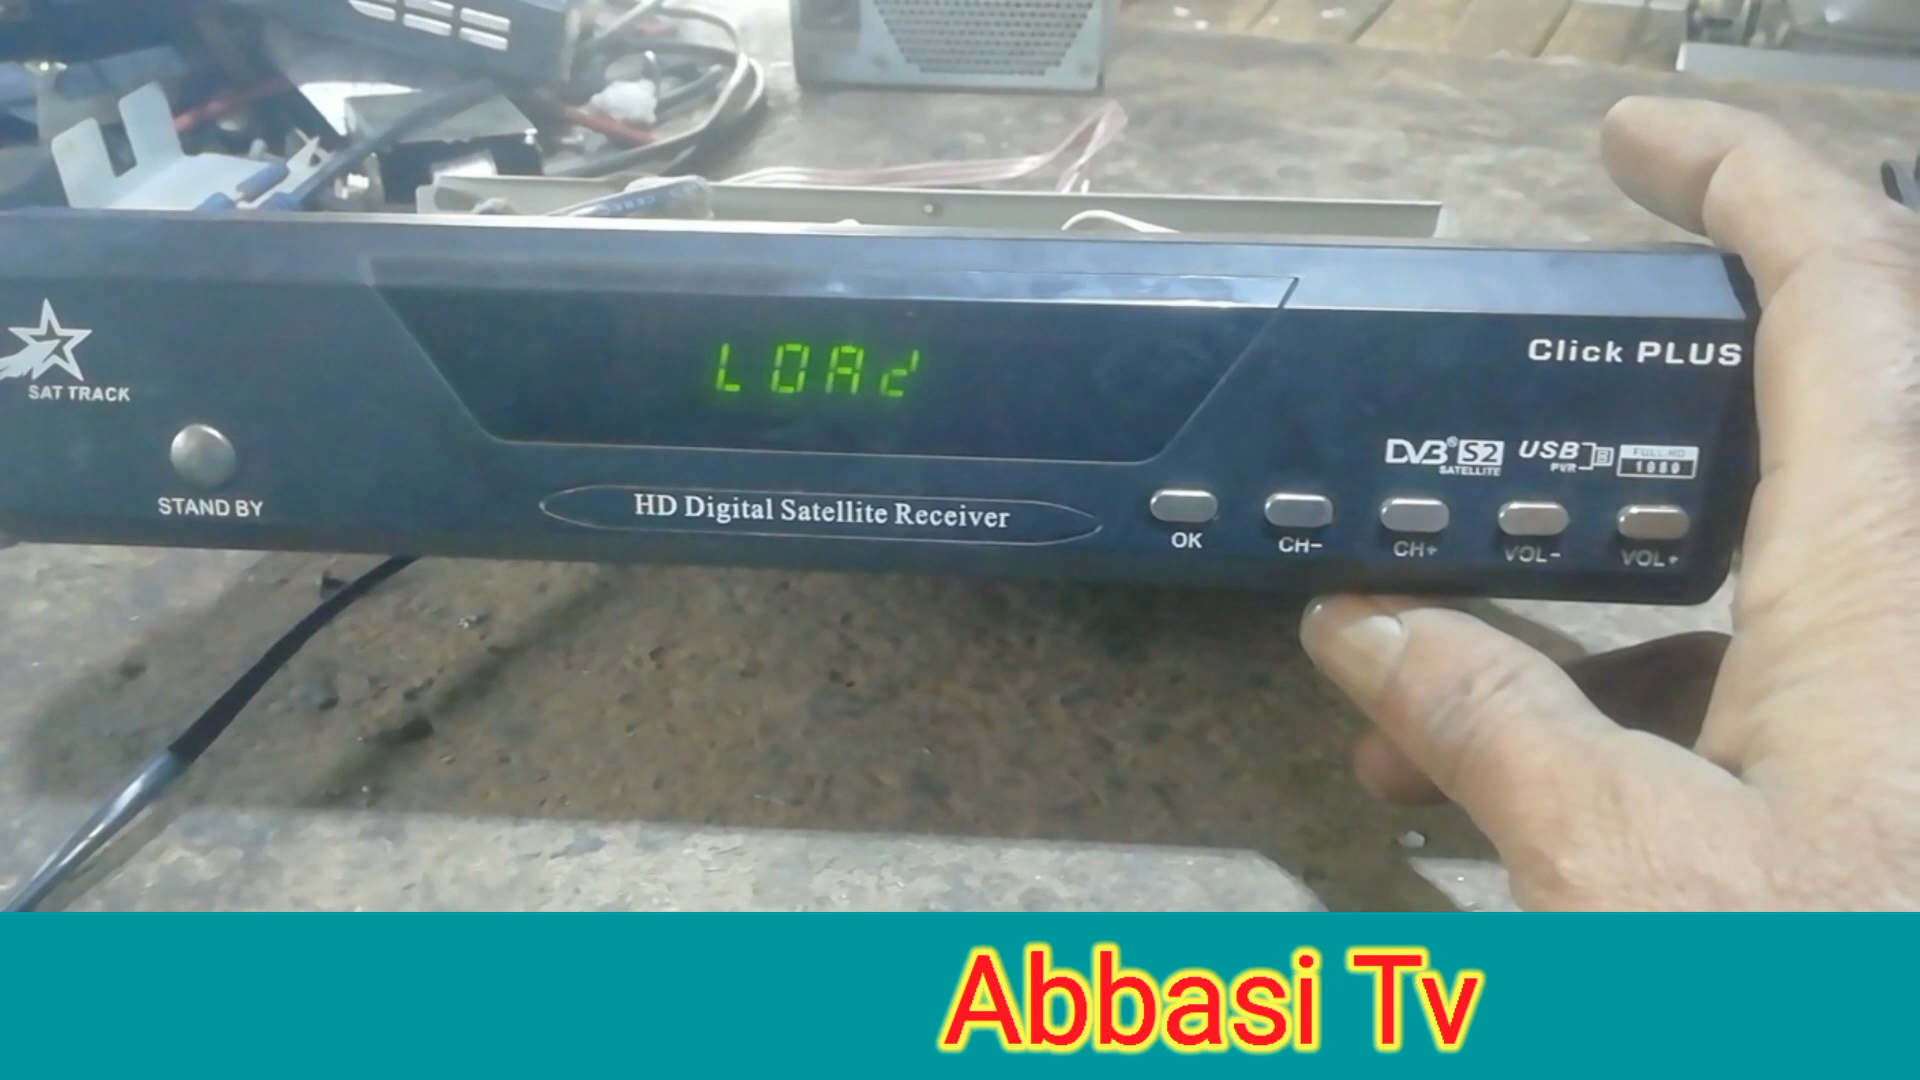 LOAd
Click PLUS
SAT TRACK
STAND BY
DVB® S2
SATELLITE
USB
PVR
FULL HD
1080
HD Digital Satellite Receiver
OK
CH-
CH+
VOL-
VOL+
Abbasi Tv